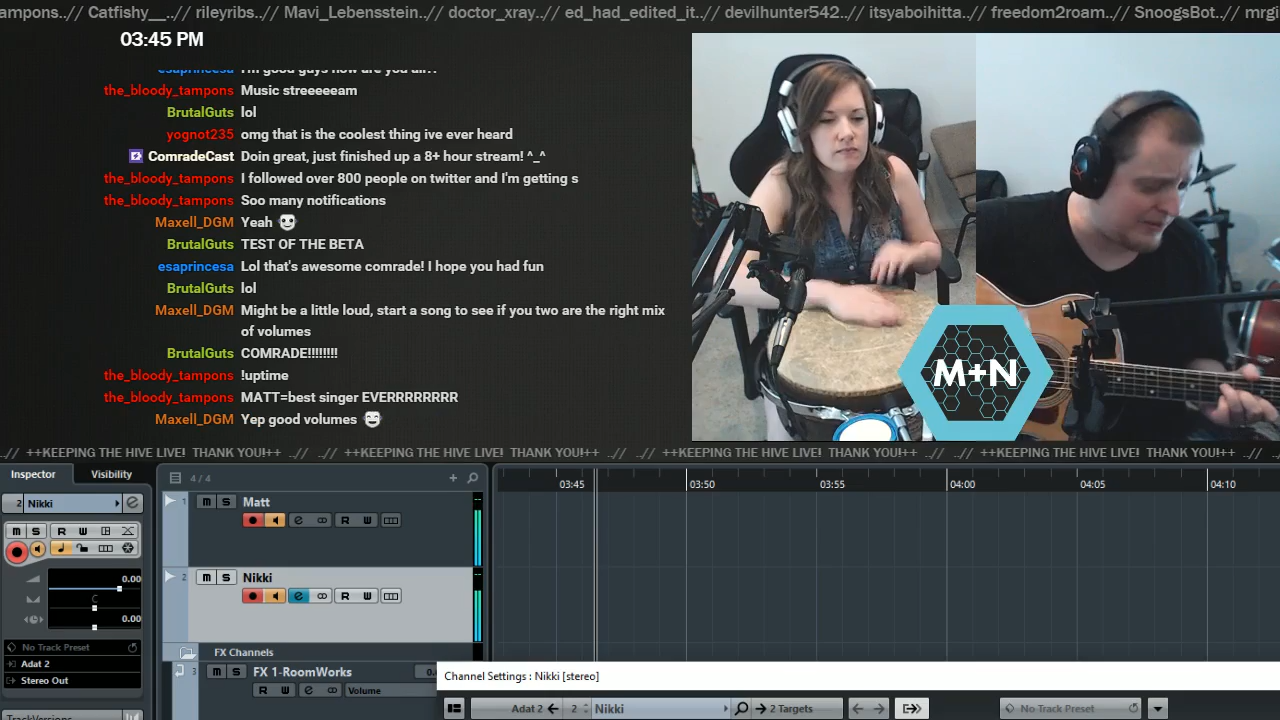 ampons..// Catfishy__..// rileyribs..// Mavi_Lebensstein..// doctor_xray..// ed_had_edited_it..// devilhunter542..// itsyaboihitta..// freedom2roam..// SnoogsBot..// mrgi
03:45 PM
esaprincesa I'm good guys how are you all??
the_bloody_tampons Music streeeeeam
BrutalGuts lol
yognot235 omg that is the coolest thing ive ever heard
ComradeCast Doin great, just finished up a 8+ hour stream! ^_^
the_bloody_tampons I followed over 800 people on twitter and I'm getting s
the_bloody_tampons Soo many notifications
Maxell_DGM Yeah
BrutalGuts TEST OF THE BETA
esaprincesa Lol that's awesome comrade! I hope you had fun
BrutalGuts lol
Maxell_DGM Might be a little loud, start a song to see if you two are the right mix
of volumes
BrutalGuts COMRADE!!!!!!!!
the_bloody_tampons !uptime
the_bloody_tampons MATT=best singer EVERRRRRRRR
Maxell_DGM Yep good volumes
M+N
..// ++KEEPING THE HIVE LIVE! THANK YOU!++ ..// ..// ++KEEPING THE HIVE LIVE! THANK YOU!++ ..// ..// ++KEEPING THE HIVE LIVE! THANK YOU!++ ..// ..// ++KEEPING THE HIVE LIVE! THANK YOU!++ ..//
Inspector Visibility
4 / 4 +
03:45 03:50 03:55 04:00 04:05 04:10
2 Nikki e
M S R W
0.00
C
0.00
No Track Preset
Adat 2
Stereo Out
TrackVersions
1 M S Matt
e R W
2 M S Nikki
e R W
FX Channels
3 M S FX 1-RoomWorks 0.
R W e Volume
Channel Settings : Nikki [stereo]
Adat 2 2 Nikki 2 Targets No Track Preset